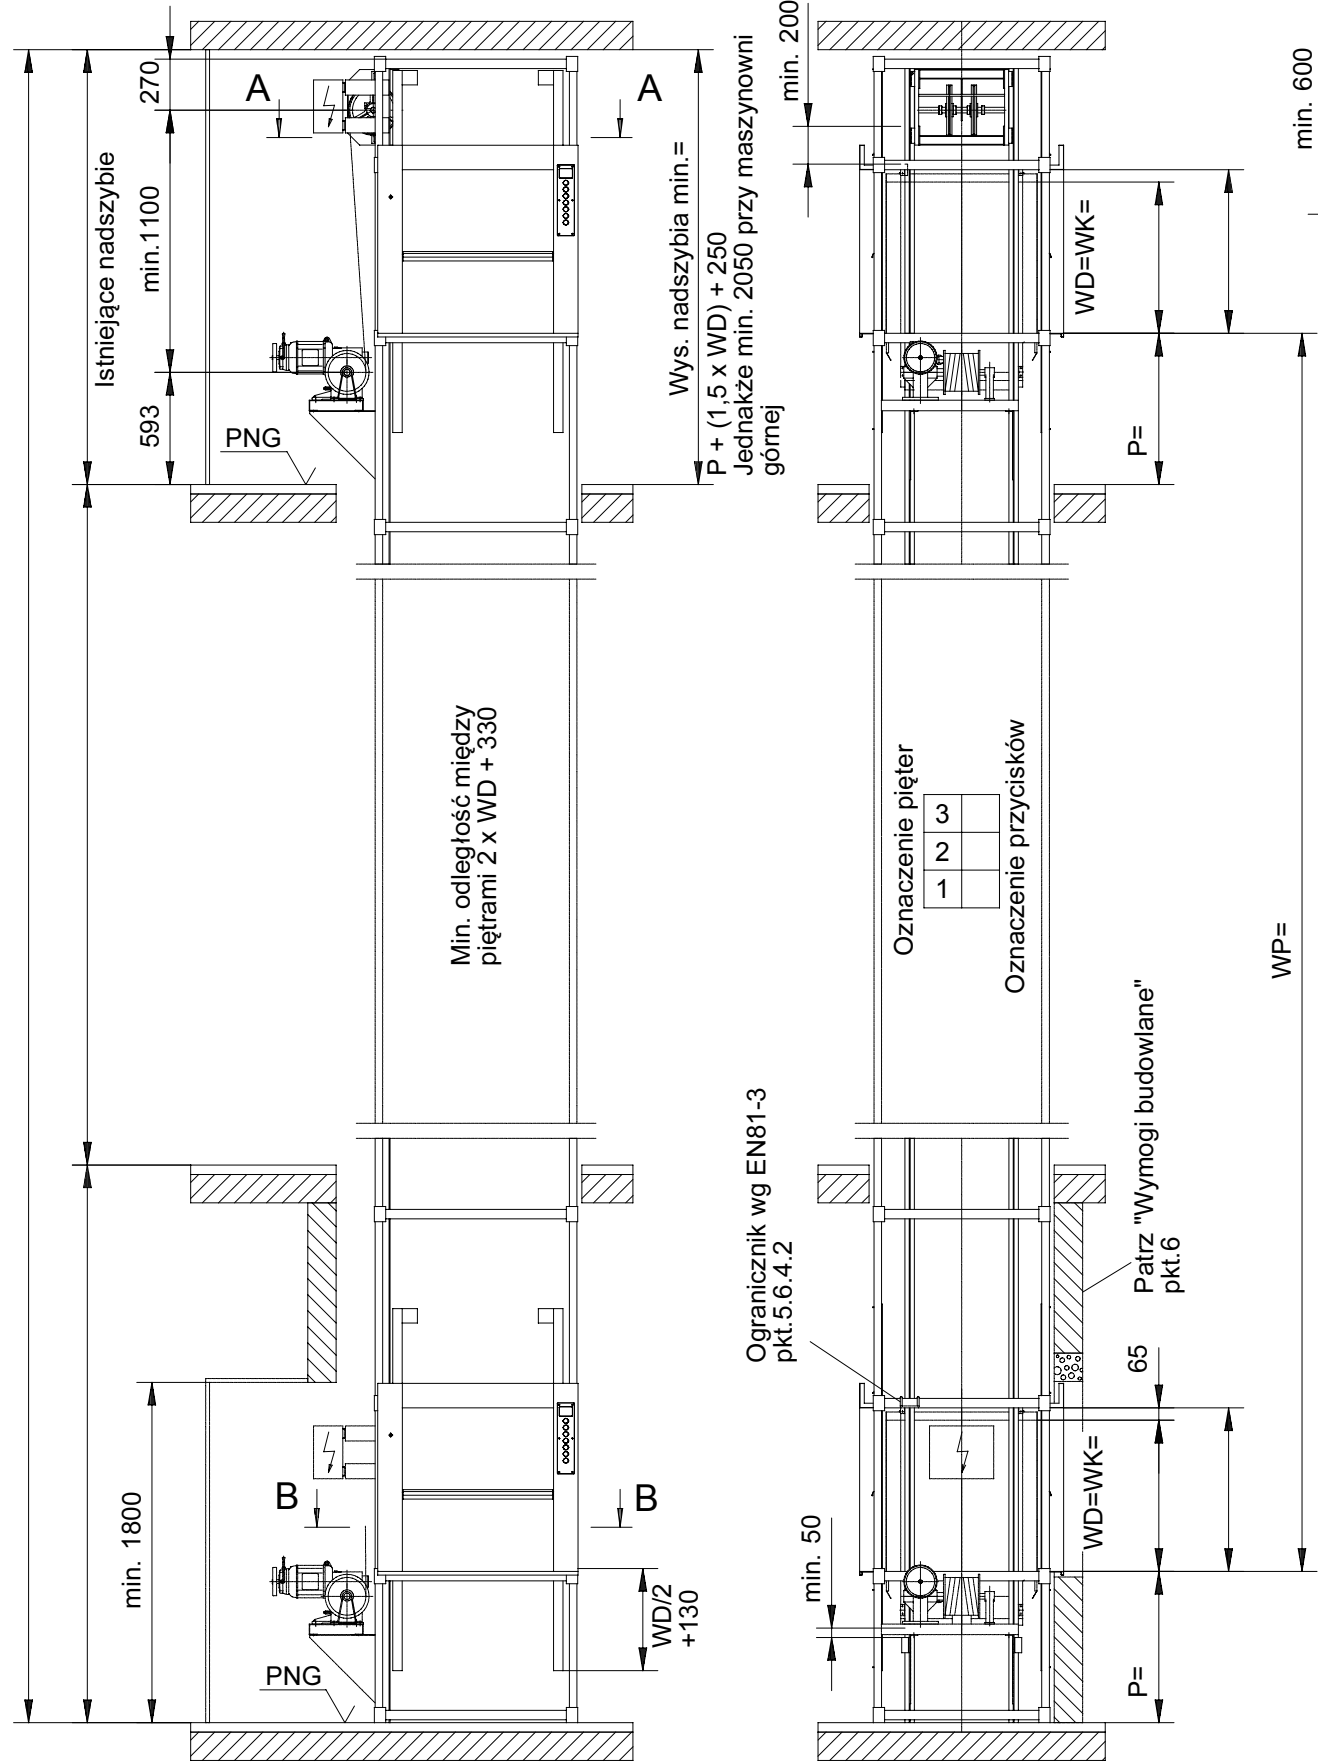 270
A
A
min. 1100
Istniejące nadszybie
593
PNG
Wys. nadszybia min.=
P + (1,5 x WD) + 250
Jednakże min. 2050 przy maszynowni
górnej
min. 200
min. 600
WD=WK=
P=
Min. odległość między
piętrami 2 x WD + 330
Oznaczenie pięter
3
2
1
Oznaczenie przycisków
WP=
Ogranicznik wg EN81-3
pkt.5.6.4.2
Patrz "Wymogi budowlane"
pkt.6
65
min. 1800
B
B
WD/2
+130
PNG
min. 50
WD=WK=
P=